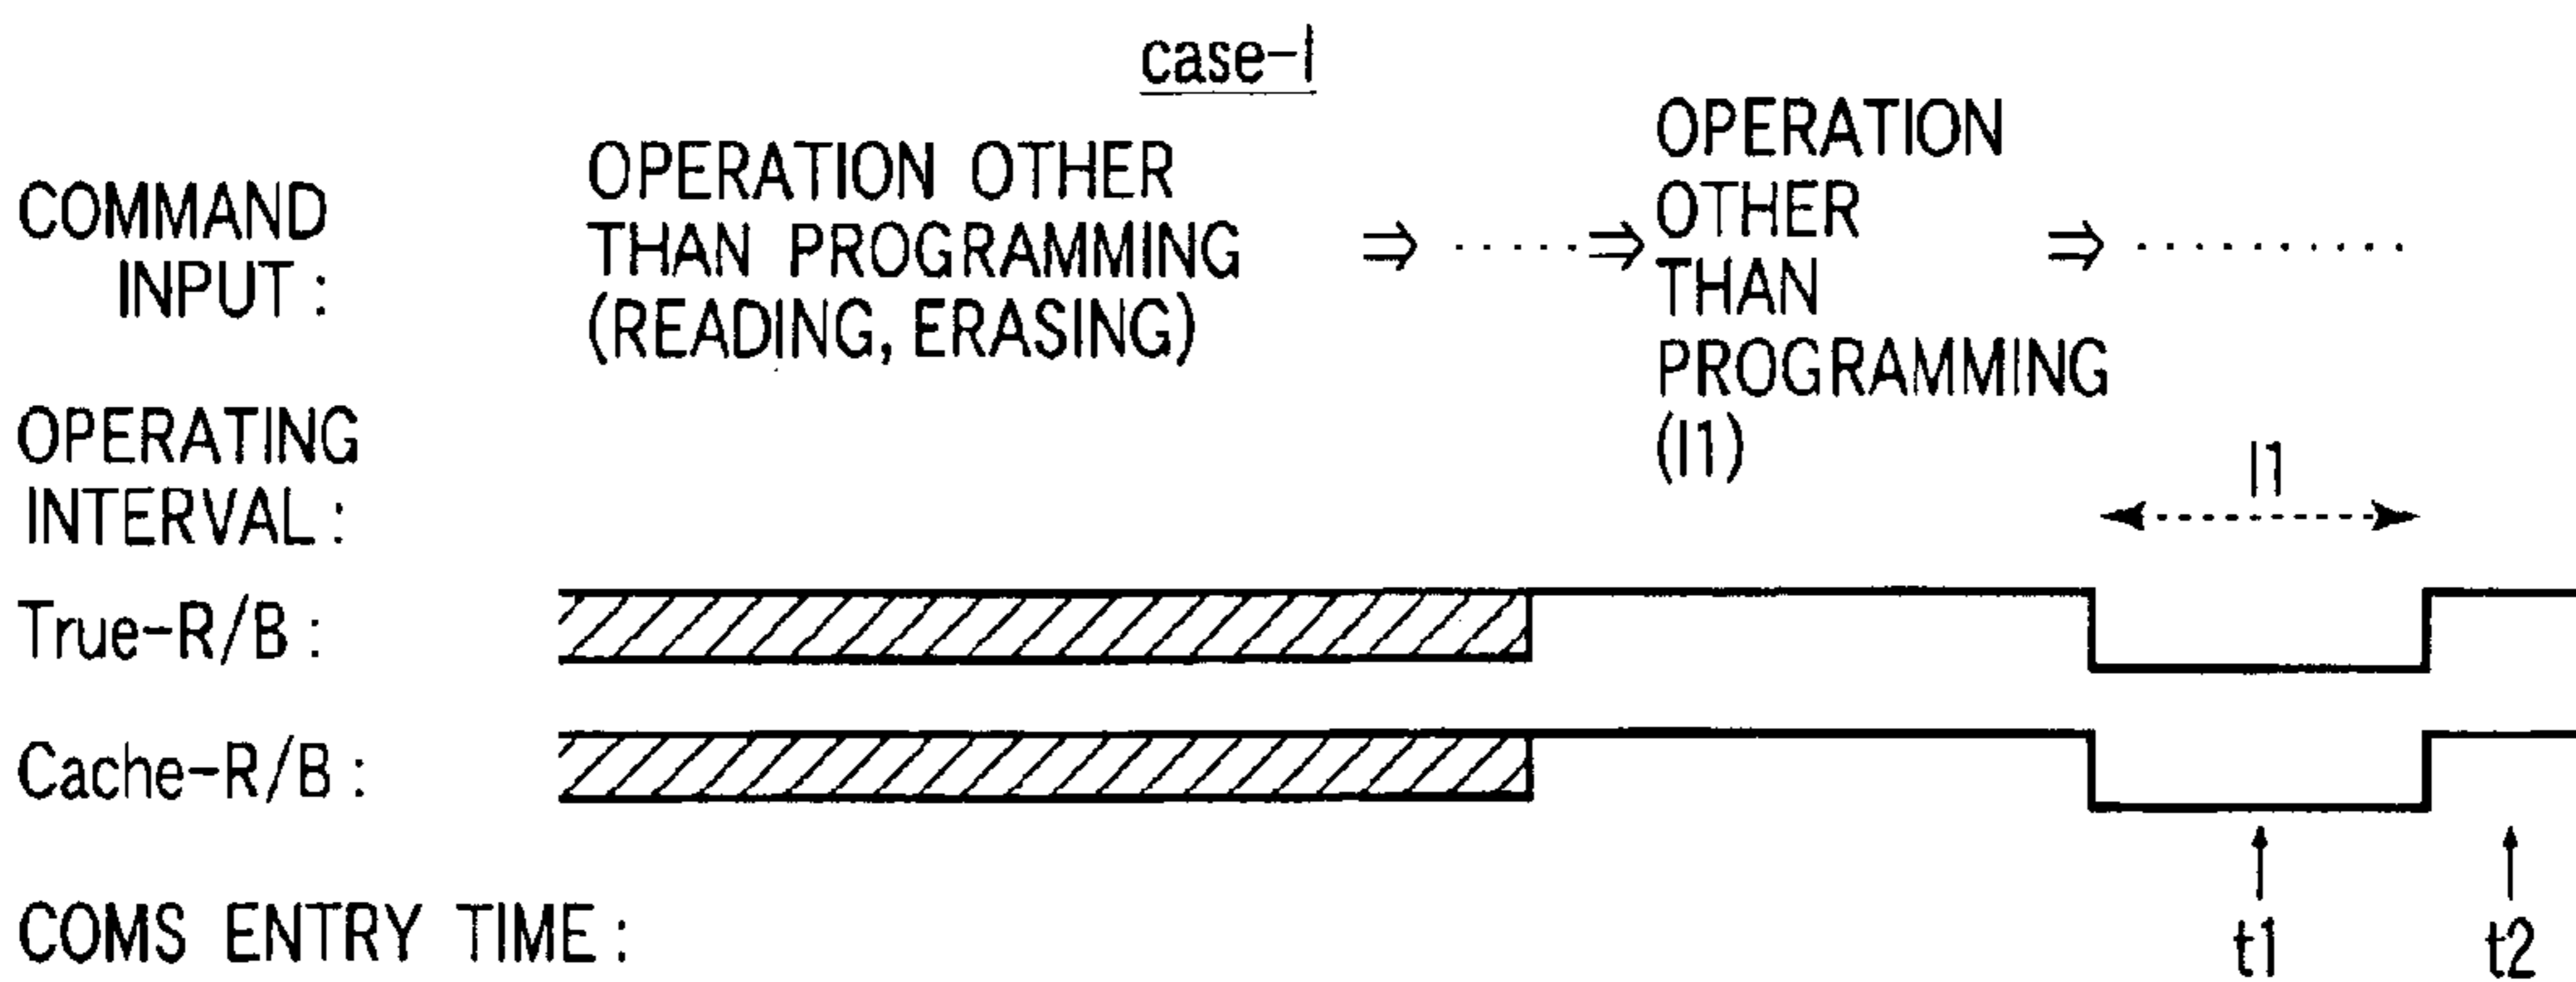 case-I
COMMAND
INPUT :
OPERATION OTHER
THAN PROGRAMMING
(READING, ERASING)
⇒ ····· ⇒
OPERATION
OTHER
THAN
PROGRAMMING
(I1)
⇒ ·········
OPERATING
INTERVAL :
I1
True-R/B :
Cache-R/B :
COMS ENTRY TIME :
t1
t2